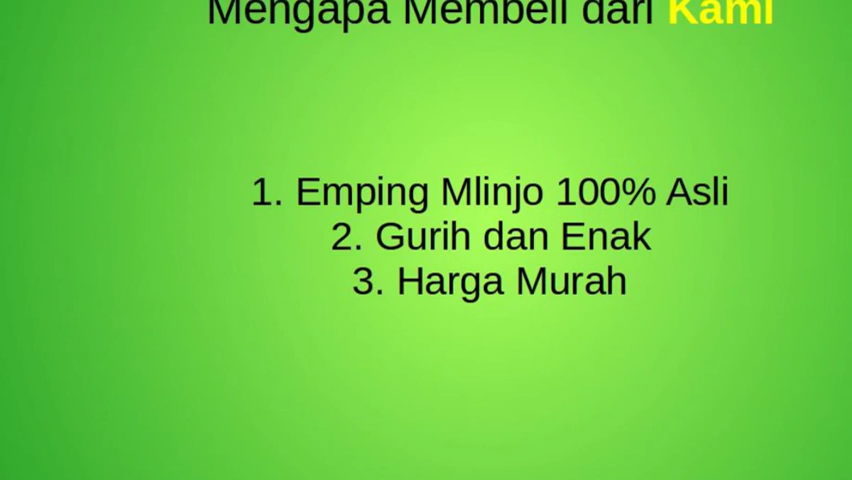 Mengapa Membeli dari Kami
1. Emping Mlinjo 100% Asli
2. Gurih dan Enak
3. Harga Murah